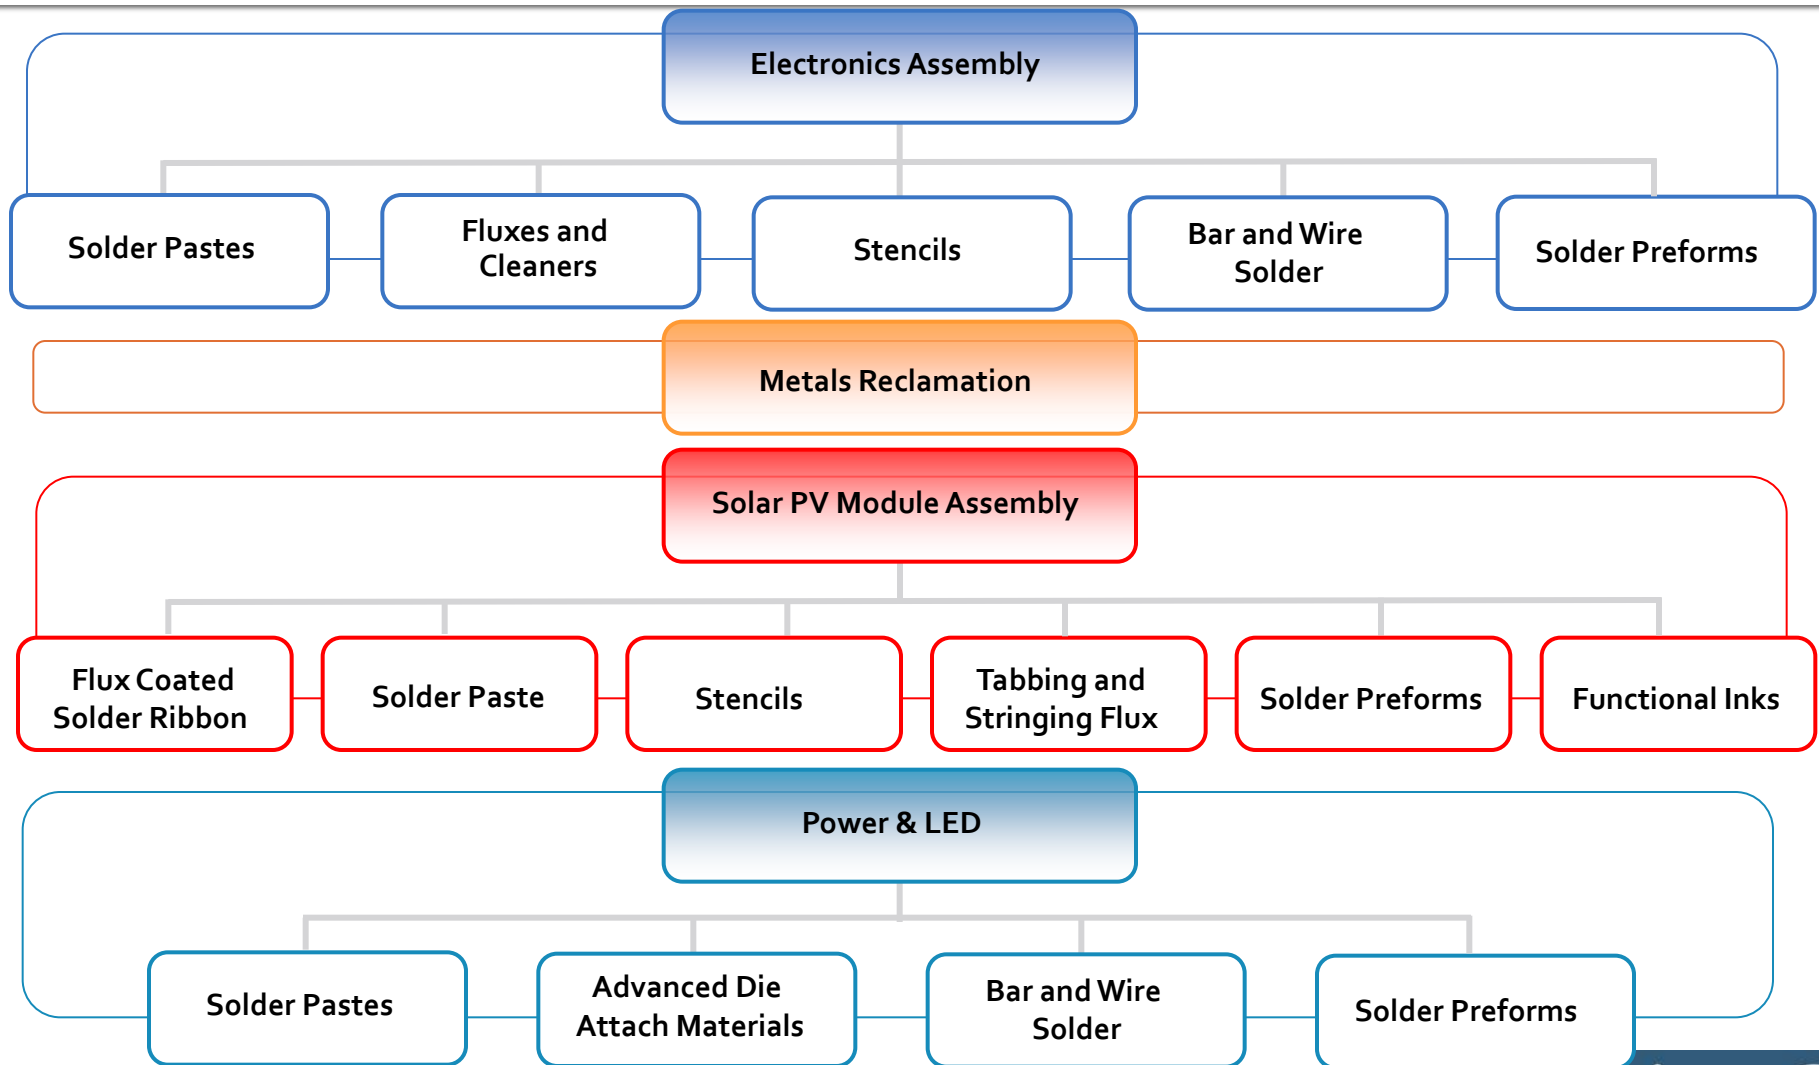 Electronics Assembly
Solder Pastes
Fluxes and
Cleaners
Stencils
Bar and Wire
Solder
Solder Preforms
Metals Reclamation
Solar PV Module Assembly
Flux Coated
Solder Ribbon
Solder Paste
Stencils
Tabbing and
Stringing Flux
Solder Preforms
Functional Inks
Power & LED
Solder Pastes
Advanced Die
Attach Materials
Bar and Wire
Solder
Solder Preforms